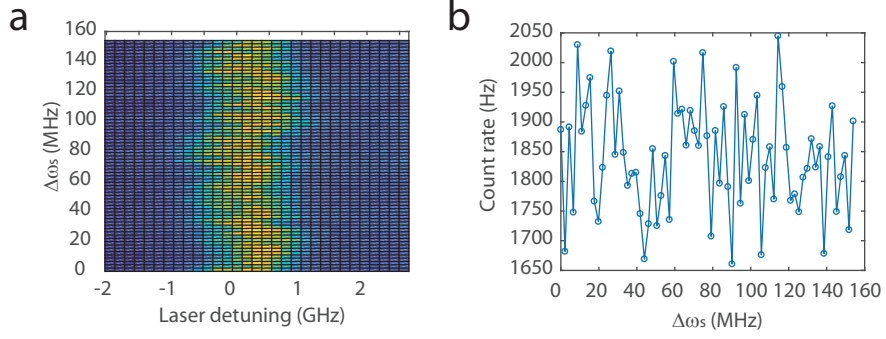 a
160
140
120
100
80
60
40
20
0
Δωs (MHz)
-2 -1 0 1 2
Laser detuning (GHz)
b
2050
2000
1950
1900
1850
1800
1750
1700
1650
Count rate (Hz)
0 20 40 60 80 100 120 140 160
Δωs (MHz)